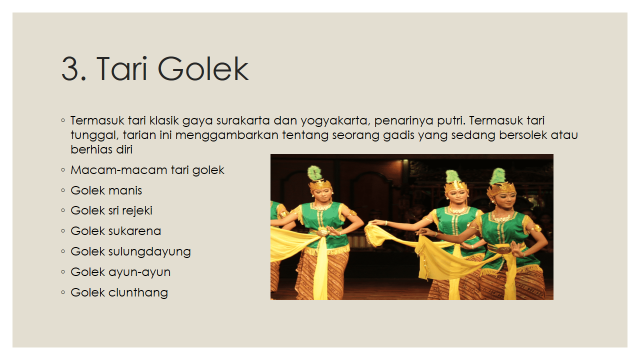 3. Tari Golek
◦ Termasuk tari klasik gaya surakarta dan yogyakarta, penarinya putri. Termasuk tari
tunggal, tarian ini menggambarkan tentang seorang gadis yang sedang bersolek atau
berhias diri
◦ Macam-macam tari golek
◦ Golek manis
◦ Golek sri rejeki
◦ Golek sukarena
◦ Golek sulungdayung
◦ Golek ayun-ayun
◦ Golek clunthang